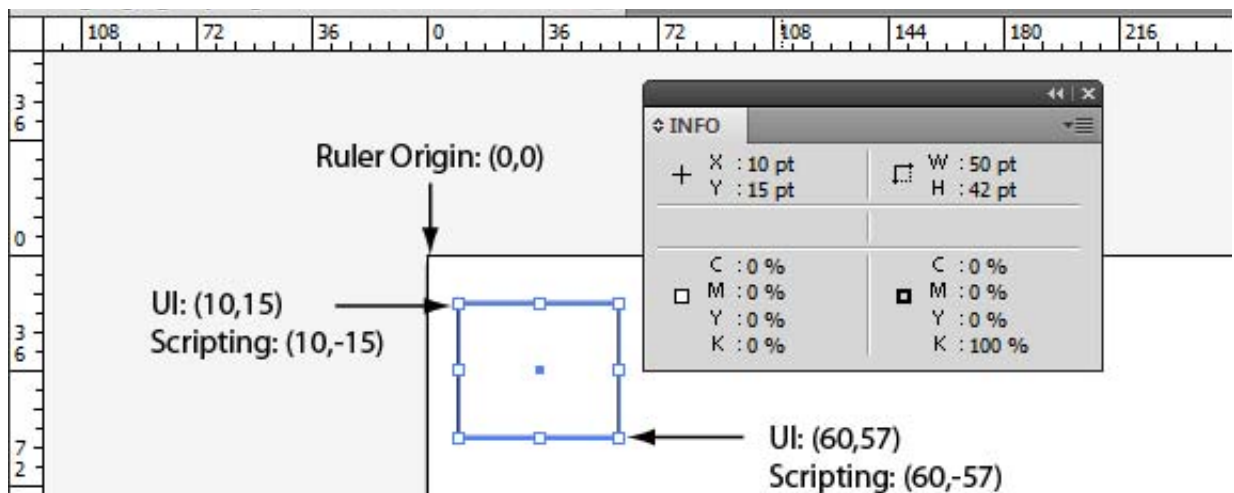 108 72 36 0 36 72 108 144 180 216
3
6
0
3
6
7
2
Ruler Origin: (0,0)
INFO
X : 10 pt
Y : 15 pt
W : 50 pt
H : 42 pt
C : 0 %
M : 0 %
Y : 0 %
K : 0 %
C : 0 %
M : 0 %
Y : 0 %
K : 100 %
UI: (10,15)
Scripting: (10,-15)
UI: (60,57)
Scripting: (60,-57)